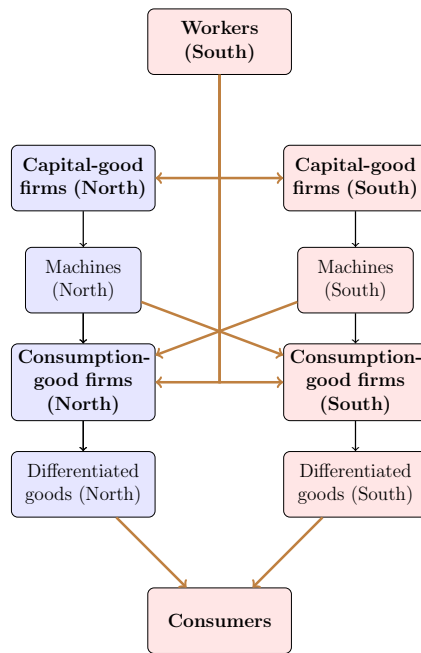 Workers
(South)
Capital-good
firms (North)
Capital-good
firms (South)
Machines
(North)
Machines
(South)
Consumption-
good firms
(North)
Consumption-
good firms
(South)
Differentiated
goods (North)
Differentiated
goods (South)
Consumers